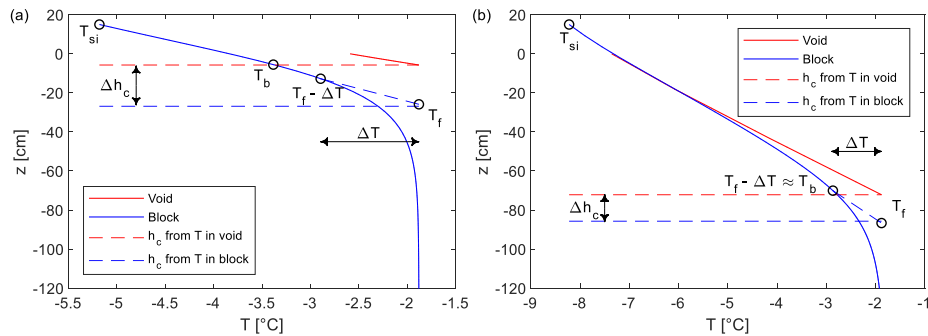 (a)
20
0
-20
-40
-60
-80
-100
-120
z [cm]
T_si
T_b
Δh_c
T_f - ΔT
T_f
ΔT
Void
Block
h_c from T in void
h_c from T in block
-5.5
-5
-4.5
-4
-3.5
-3
-2.5
-2
-1.5
T [°C]
(b)
20
0
-20
-40
-60
-80
-100
-120
z [cm]
T_si
Void
Block
h_c from T in void
h_c from T in block
ΔT
T_f - ΔT ≈ T_b
T_f
Δh_c
-9
-8
-7
-6
-5
-4
-3
-2
-1
T [°C]